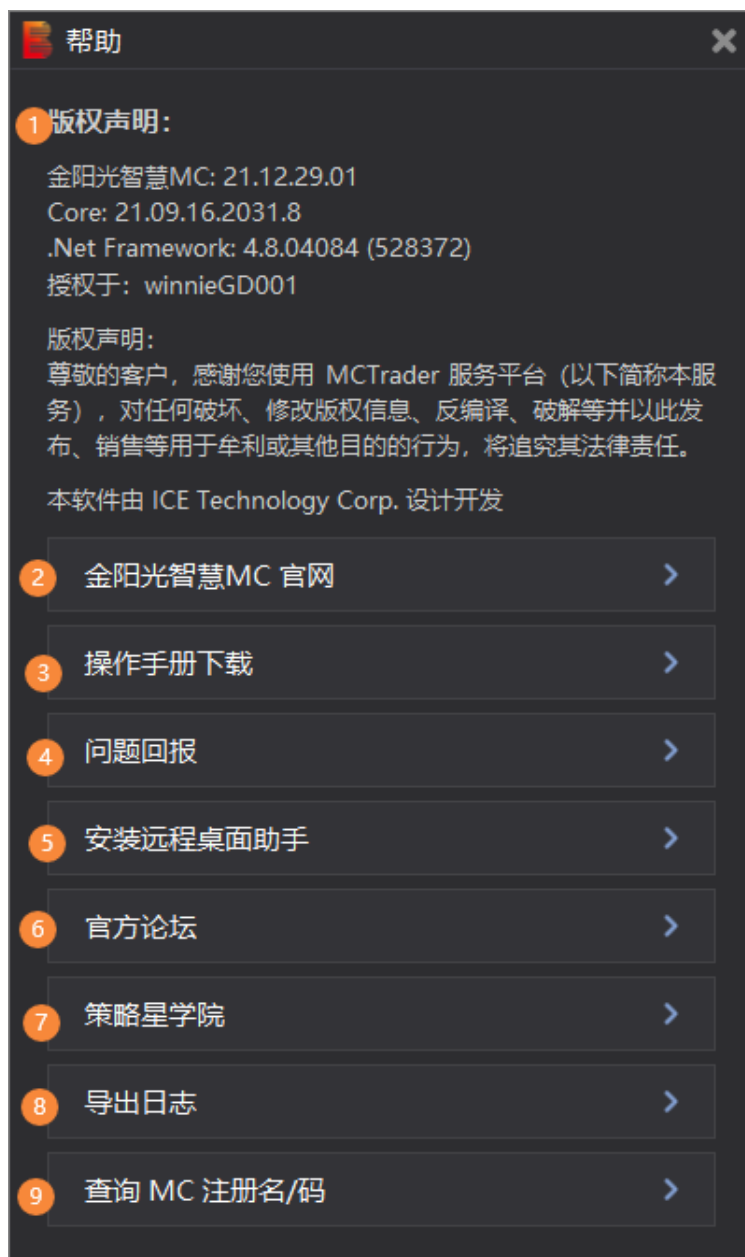 帮助
1 版权声明：
金阳光智慧MC: 21.12.29.01
Core: 21.09.16.2031.8
.Net Framework: 4.8.04084 (528372)
授权于：winnieGD001
版权声明：
尊敬的客户，感谢您使用 MCTrader 服务平台（以下简称本服
务），对任何破坏、修改版权信息、反编译、破解等并以此发
布、销售等用于牟利或其他目的的行为，将追究其法律责任。
本软件由 ICE Technology Corp. 设计开发
2 金阳光智慧MC 官网
3 操作手册下载
4 问题回报
5 安装远程桌面助手
6 官方论坛
7 策略星学院
8 导出日志
9 查询 MC 注册名/码